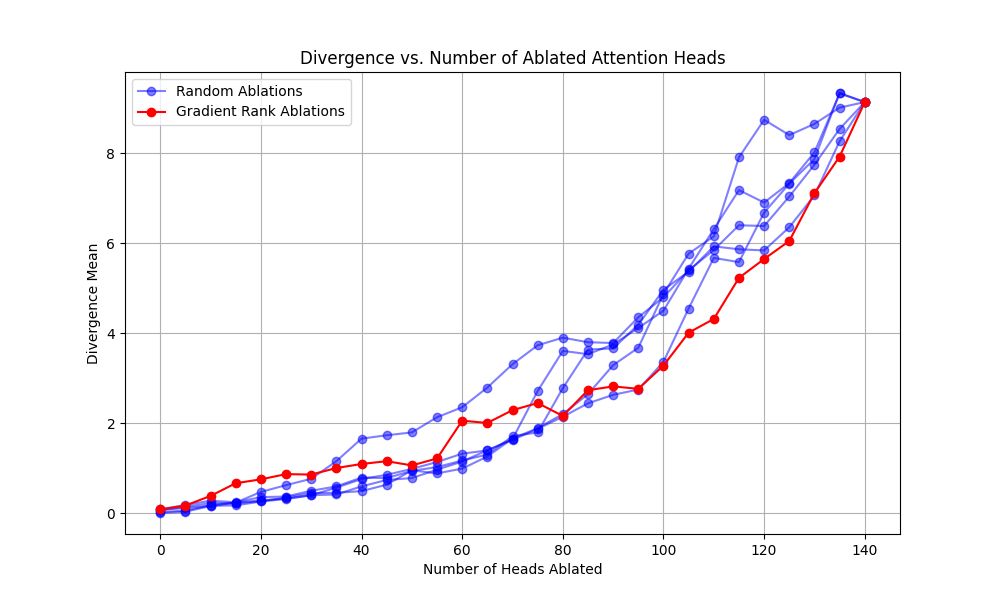 Divergence vs. Number of Ablated Attention Heads
Random Ablations
Gradient Rank Ablations
Divergence Mean
8
6
4
2
0
0 20 40 60 80 100 120 140
Number of Heads Ablated